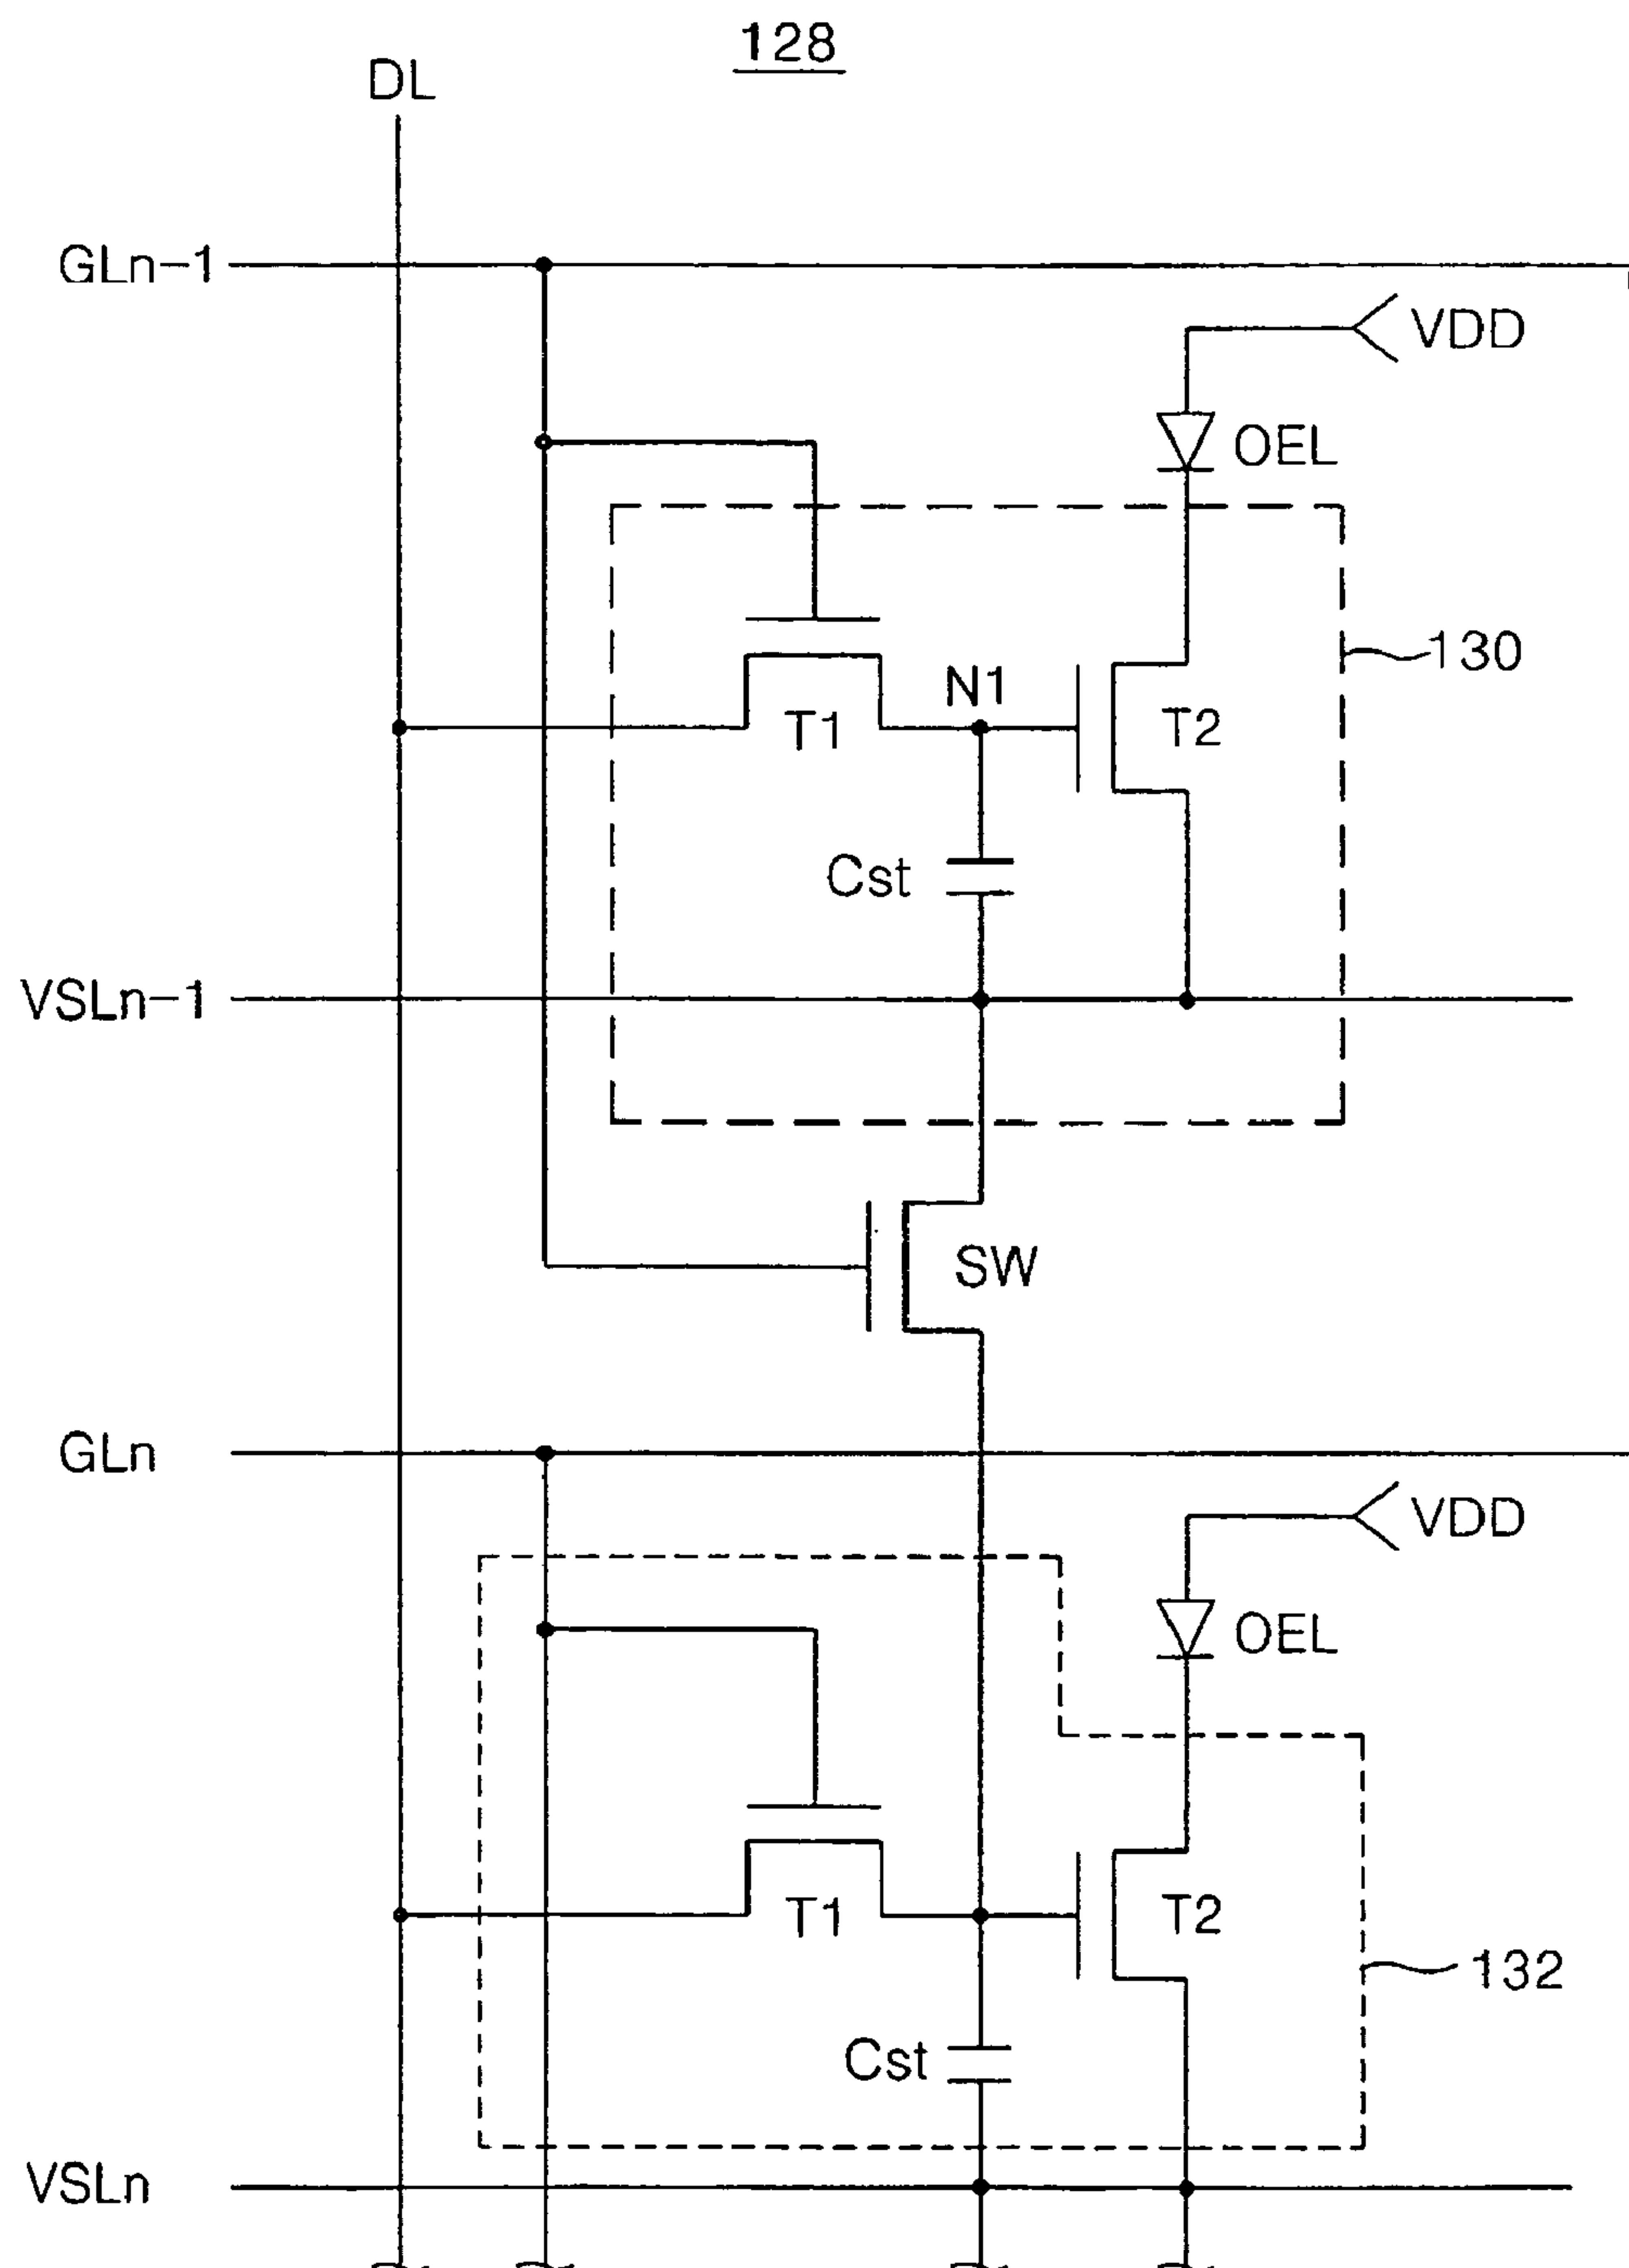 128
DL
GLn-1
VDD
OEL
130
N1
T1
T2
Cst
VSLn-1
SW
GLn
VDD
OEL
T1
T2
132
Cst
VSLn